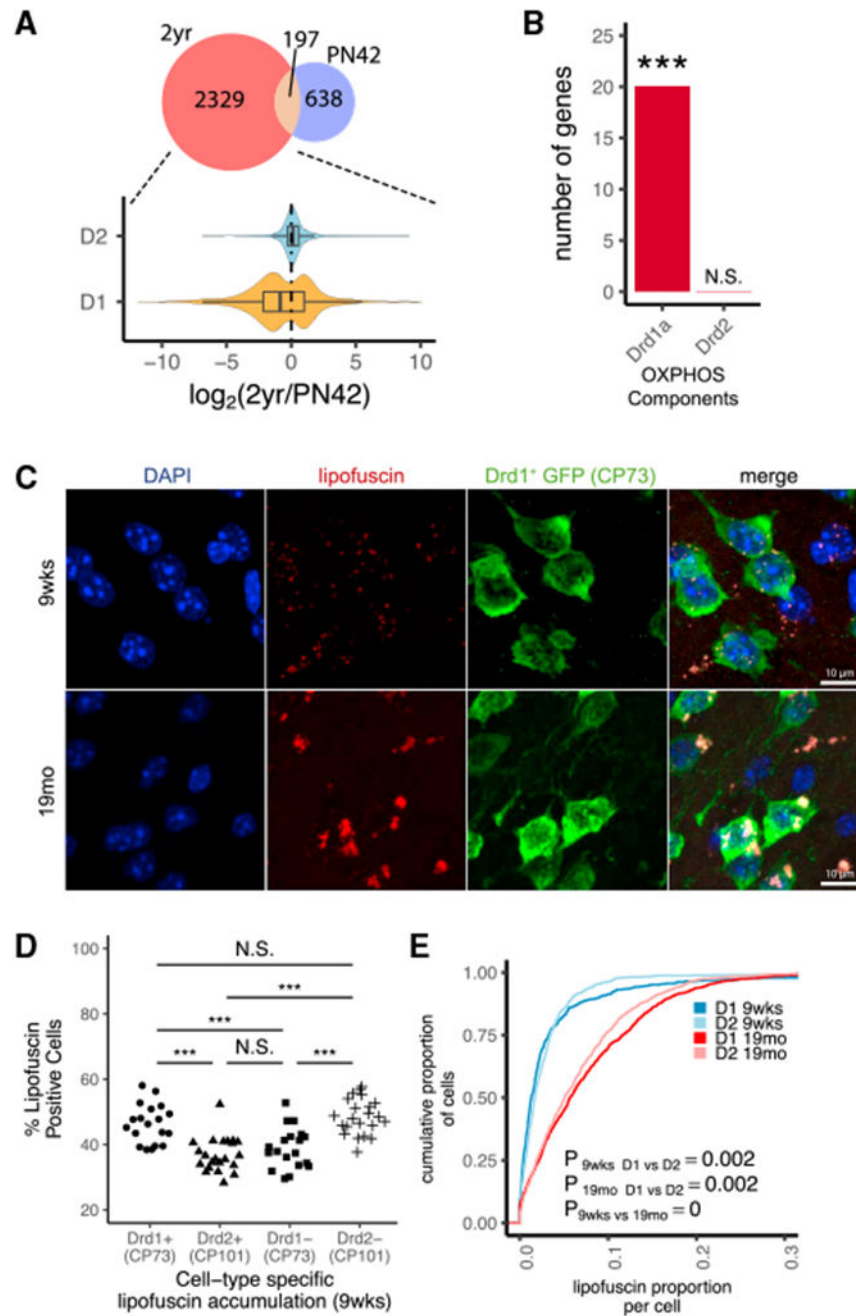 A
2yr
197
PN42
2329
638
D2
D1
−10 −5 0 5 10
log2(2yr/PN42)
B
25
20
15
10
5
0
number of genes
***
N.S.
Drd1a
Drd2
OXPHOS
Components
C
DAPI
lipofuscin
Drd1+ GFP (CP73)
merge
9wks
10 µm
19mo
10 µm
D
N.S.
***
***
*** N.S. ***
100
80
60
40
20
% Lipofuscin
Positive Cells
Drd1+ Drd2+ Drd1− Drd2−
(CP73) (CP101) (CP73) (CP101)
Cell−type specific
lipofuscin accumulation (9wks)
E
1.00
0.75
0.50
0.25
0.00
cumulative proportion
of cells
D1 9wks
D2 9wks
D1 19mo
D2 19mo
P 9wks D1 vs D2 = 0.002
P 19mo D1 vs D2 = 0.002
P 9wks vs 19mo = 0
0.0 0.1 0.2 0.3
lipofuscin proportion
per cell